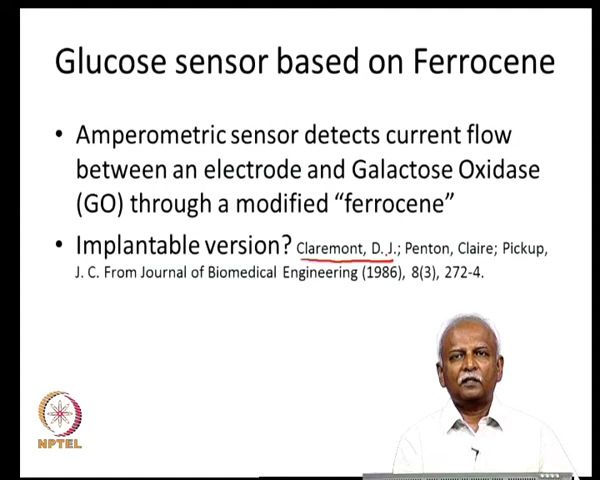 Glucose sensor based on Ferrocene
• Amperometric sensor detects current flow
between an electrode and Galactose Oxidase
(GO) through a modified “ferrocene”
• Implantable version? Claremont, D. J.; Penton, Claire; Pickup,
J. C. From Journal of Biomedical Engineering (1986), 8(3), 272-4.
NPTEL